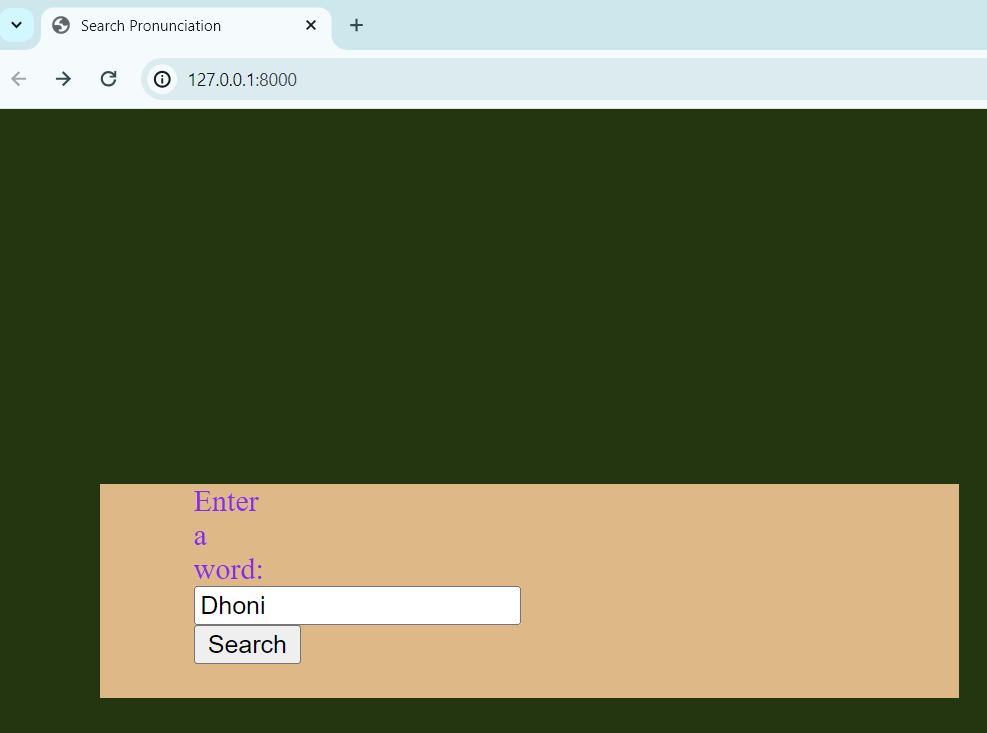 Search Pronunciation
127.0.0.1:8000
Enter
a
word:
Dhoni
Search